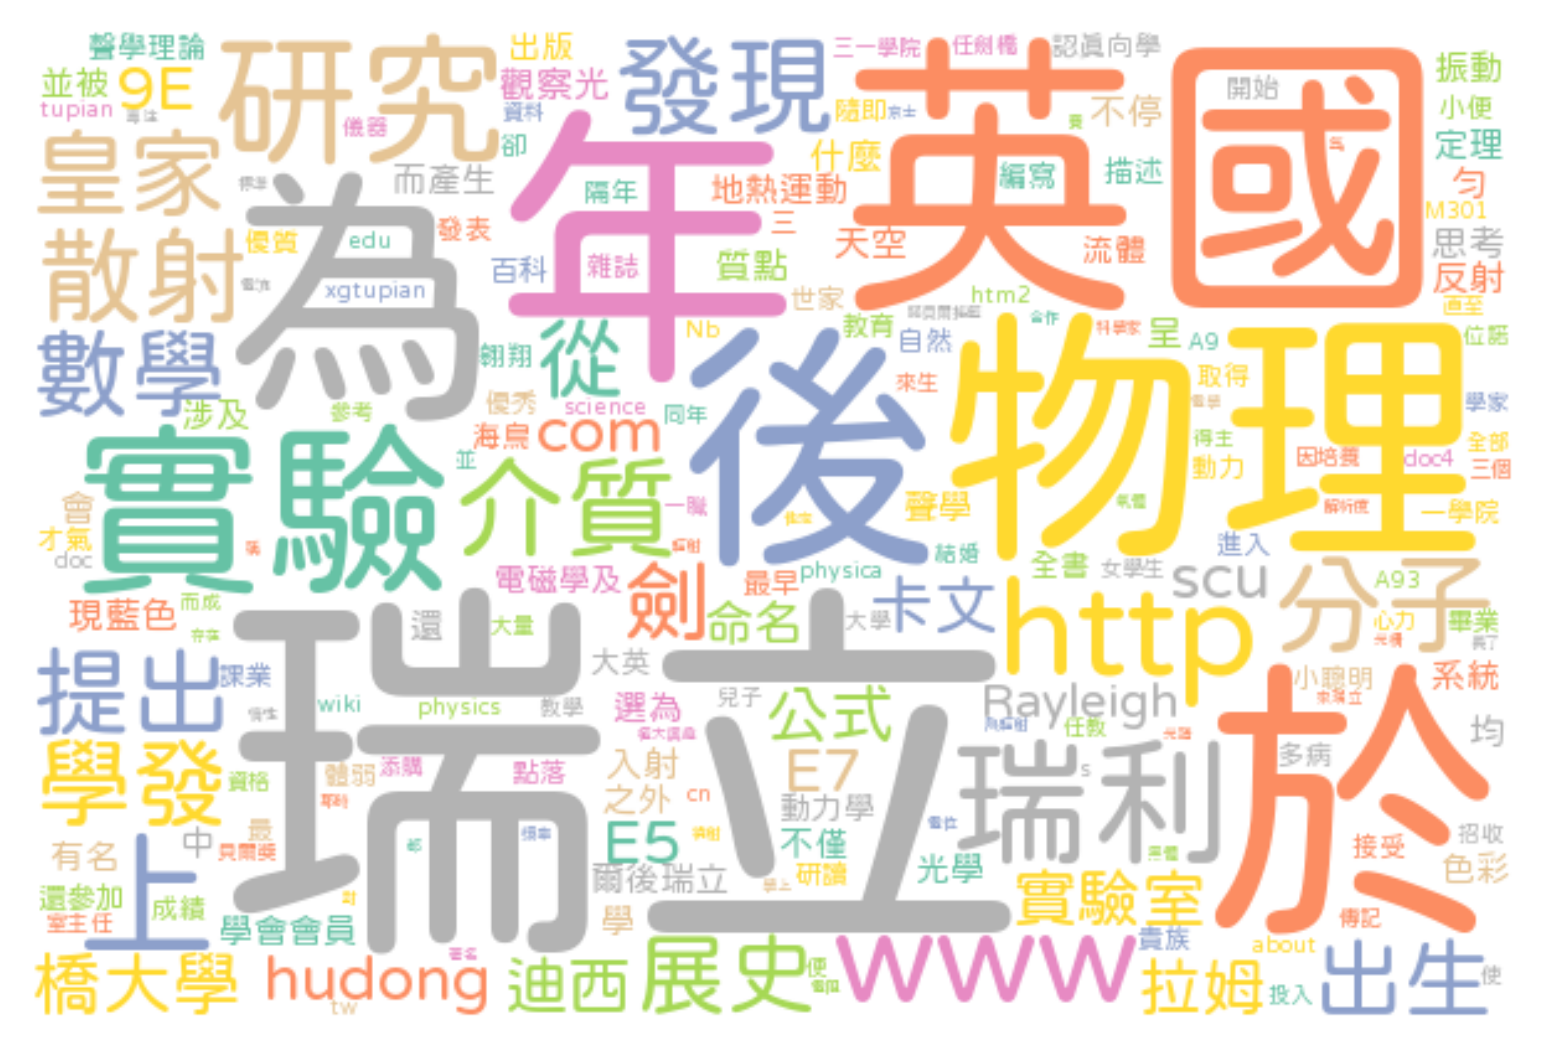 聲學理論
研究
出版
發現
三一學院
任劍橋
認眞向學
英國
開始
振動
並被
9E
觀察光
tupian
儀器
資料
隨即
不停
小便
皇家
卻
年
什麼
編寫
描述
定理
而產生
隔年
地熱運動
匀
為
M301
散射
優質
edu
發表
三
天空
流體
思考
百科
雜誌
質點
反射
xgtupian
世家
htm2
直至
教育
數學
翱翔
從
Nb
後
自然
物理
呈
A9
位諾
涉及
參考
優秀
science
同年
來生
取得
學家
實驗
海鳥
com
得主
全部
並
介質
因培養
doc4
三個
動力
會
一職
聲學
一學院
才氣
doc
結婚
進入
電磁學及
劍
最早
physica
全書
女學生
scu
分子
A93
現藍色
而成
瑞立
還
大量
命名
大學
卡文
http
心力
畢業
提出
課業
大英
小聰明
系統
wiki
physics
教學
選為
兒子
公式
Rayleigh
任教
於
均
學發
資格
體弱
添購
點落
入射
E7
瑞利
s
多病
之外
cn
動力學
上
中
最
貝爾獎
E5
不僅
招收
有名
接受
爾後瑞立
研讀
光學
色彩
還參加
成績
實驗室
室主任
學會會員
學
傳記
橋大學
hudong
tw
迪西
展史
便
www
貴族
拉姆
about
投入
出生
使